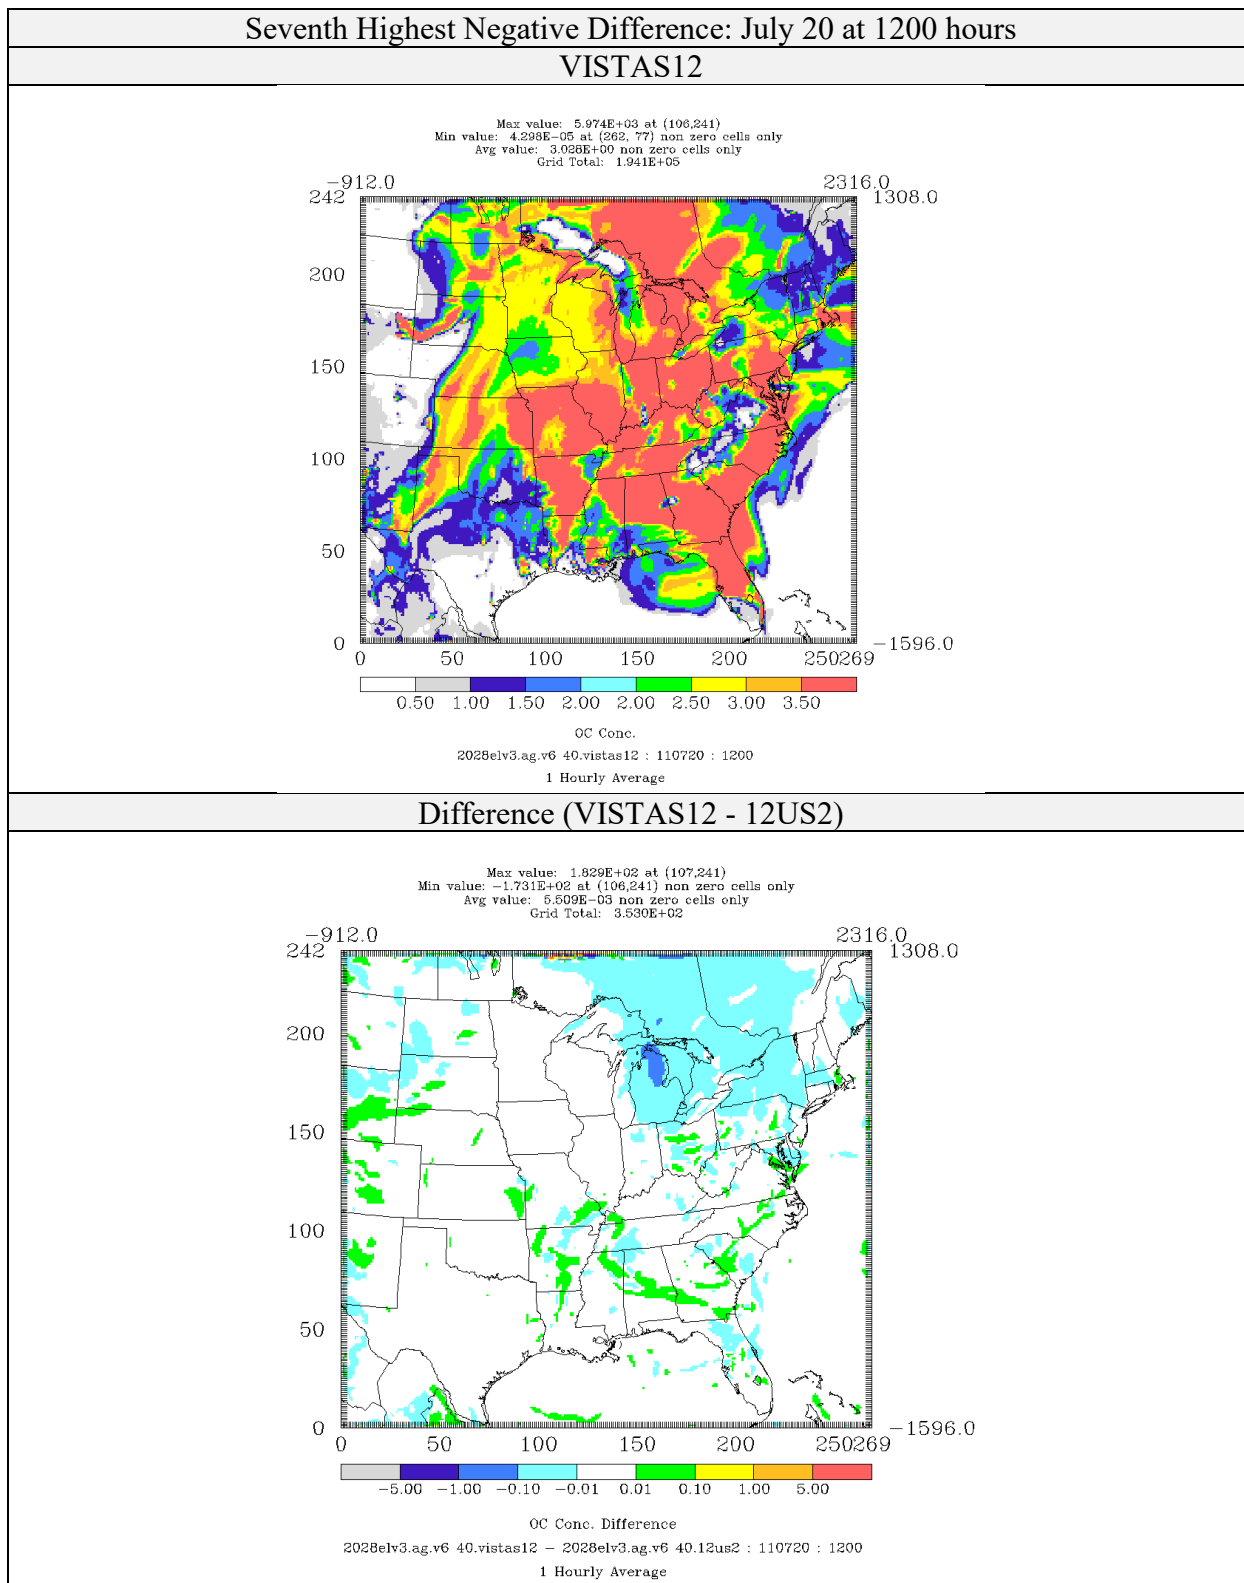 Seventh Highest Negative Difference: July 20 at 1200 hours
VISTAS12
Max value: 5.974E+03 at (106,241)
Min value: 4.298E-05 at (262, 77) non zero cells only
Avg value: 3.028E+00 non zero cells only
Grid Total: 1.941E+05
-912.0 2316.0
242 1308.0
200
150
100
50
0 -1596.0
0 50 100 150 200 250269
0.50 1.00 1.50 2.00 2.00 2.50 3.00 3.50
OC Conc.
2028elv3.ag.v6 40.vistas12 : 110720 : 1200
1 Hourly Average
Difference (VISTAS12 - 12US2)
Max value: 1.829E+02 at (107,241)
Min value: -1.731E+02 at (106,241) non zero cells only
Avg value: 5.509E-03 non zero cells only
Grid Total: 3.530E+02
-912.0 2316.0
242 1308.0
200
150
100
50
0 -1596.0
0 50 100 150 200 250269
-5.00 -1.00 -0.10 -0.01 0.01 0.10 1.00 5.00
OC Conc. Difference
2028elv3.ag.v6 40.vistas12 - 2028elv3.ag.v6 40.12us2 : 110720 : 1200
1 Hourly Average